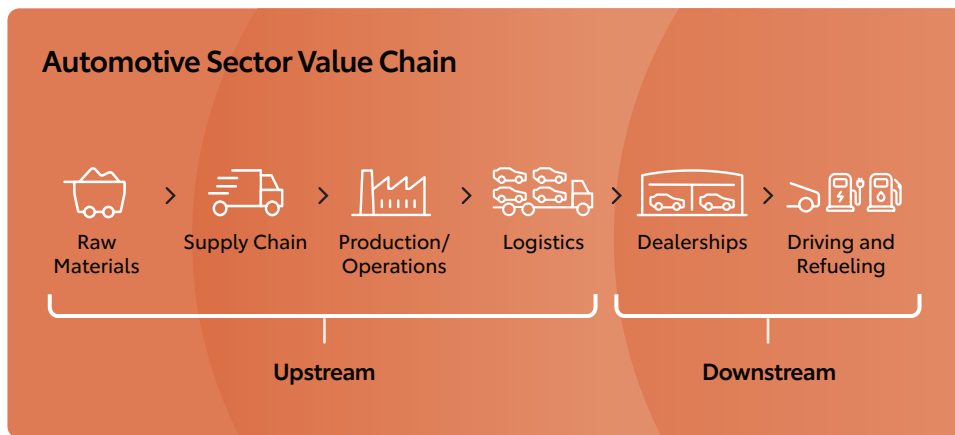 Automotive Sector Value Chain
Raw
Materials
Supply Chain
Production/
Operations
Logistics
Dealerships
Driving and
Refueling
Upstream
Downstream